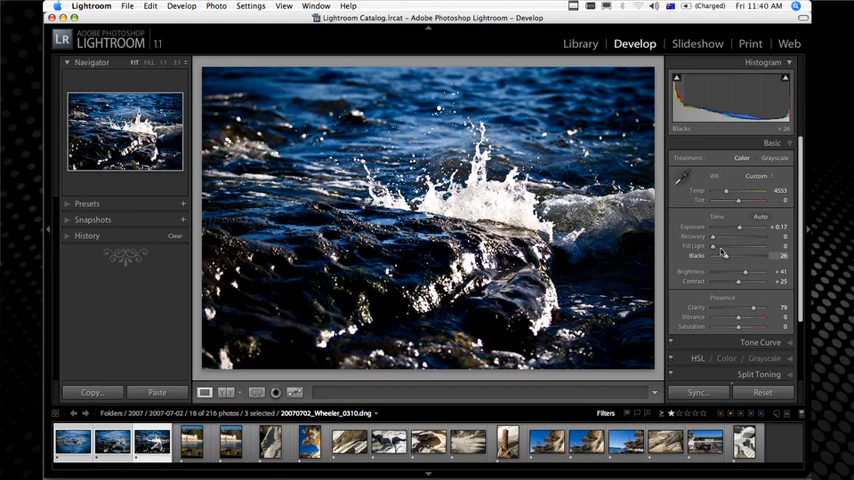 Lightroom File Edit Develop Photo Settings View Window Help (Charged) Fri 11:40 AM
Lightroom Catalog.lrcat - Adobe Photoshop Lightroom - Develop
LR ADOBE PHOTOSHOP LIGHTROOM 1.1
Library Develop Slideshow Print Web
Navigator FIT FILL 1:1 3:1
Histogram
Blacks + 26
Basic
Treatment: Color Grayscale
WB: Custom
Temp 4553
Tint 0
Presets
Snapshots
History Clear
Tone Auto
Exposure + 0.17
Recovery 0
Fill Light 0
Blacks 26
Brightness + 41
Contrast + 25
Presence
Clarity 79
Vibrance 0
Saturation 0
Tone Curve
HSL / Color / Grayscale
Split Toning
Copy... Paste
Sync... Reset
Folders / 2007 / 2007-07-02 / 18 of 216 photos / 3 selected / 20070702_Wheeler_0310.dng
Filters